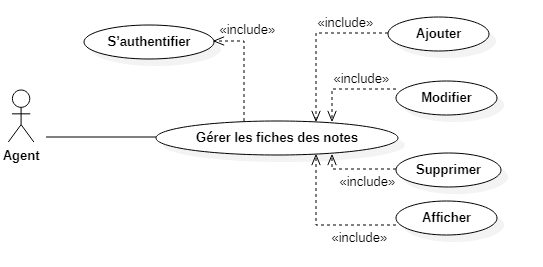 «include»
Ajouter
«include»
S'authentifier
«include»
Modifier
Gérer les fiches des notes
Agent
Supprimer
«include»
Afficher
«include»